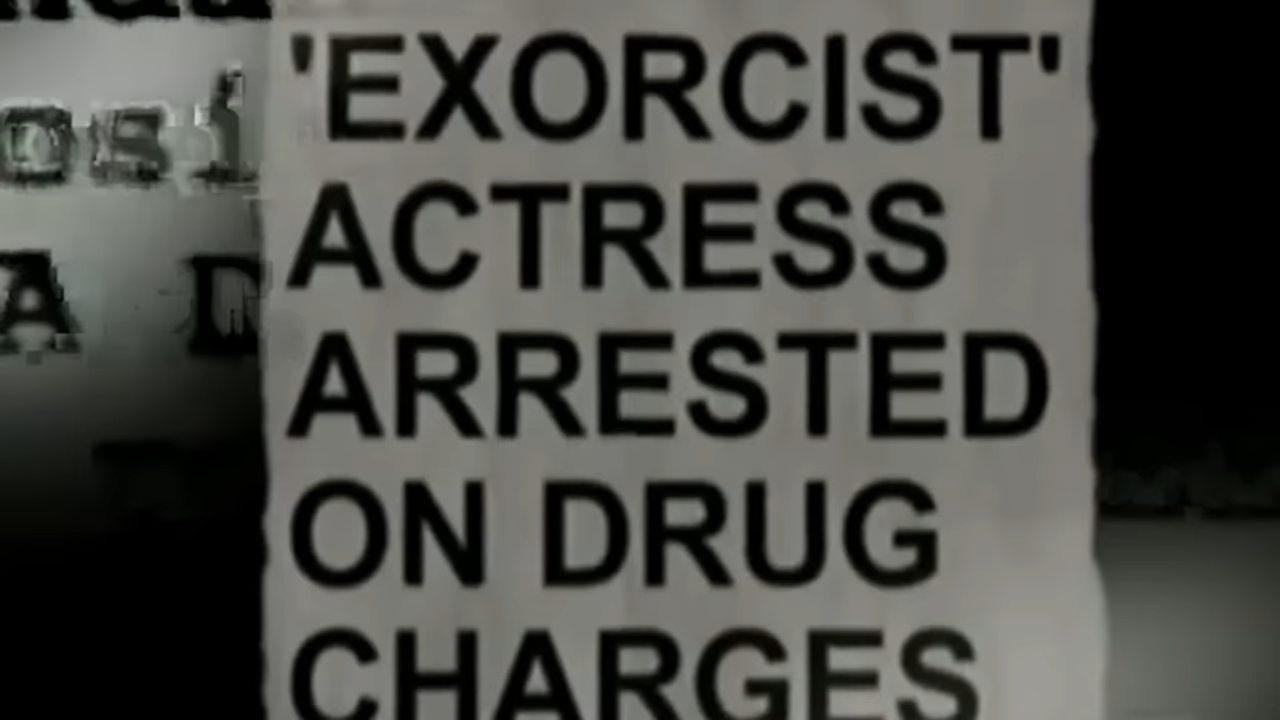 'EXORCIST'
ACTRESS
ARRESTED
ON DRUG
CHARGES